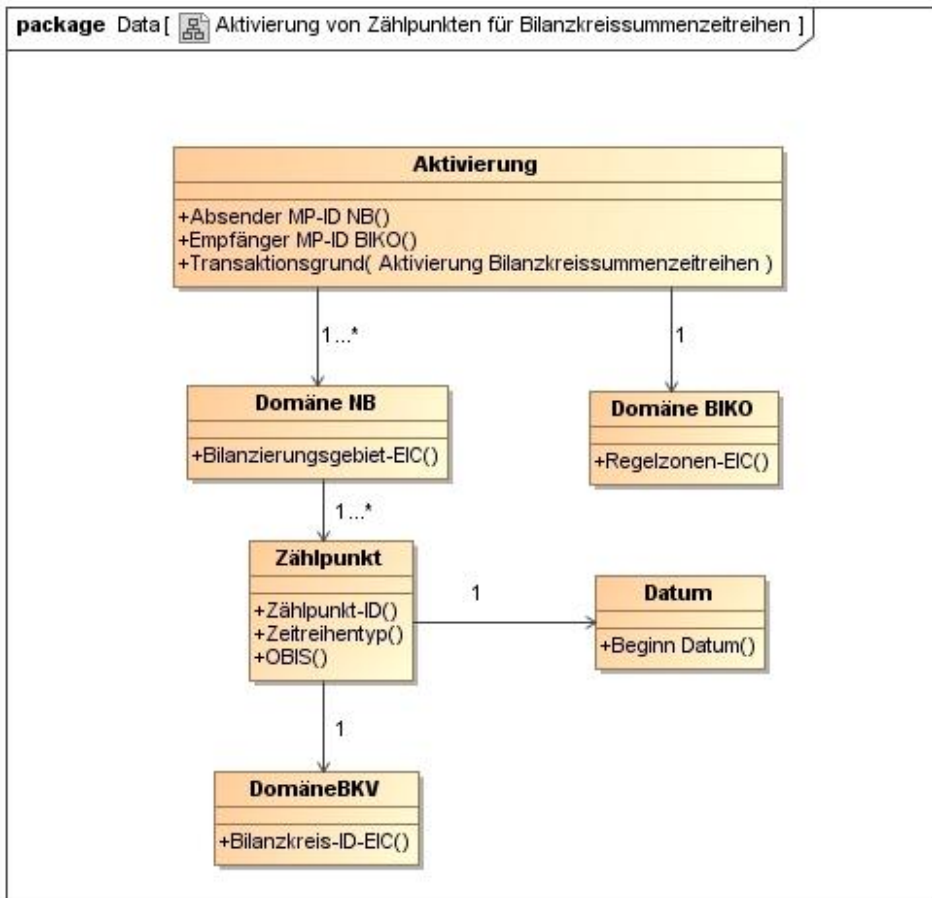 package Data [ Aktivierung von Zählpunkten für Bilanzkreissummenzeitreihen ]
Aktivierung
+Absender MP-ID NB()
+Empfänger MP-ID BIKO()
+Transaktionsgrund( Aktivierung Bilanzkreissummenzeitreihen )
1...*
1
Domäne NB
+Bilanzierungsgebiet-EIC()
Domäne BIKO
+Regelzonen-EIC()
1...*
Zählpunkt
+Zählpunkt-ID()
+Zeitreihentyp()
+OBIS()
1
Datum
+Beginn Datum()
1
DomäneBKV
+Bilanzkreis-ID-EIC()